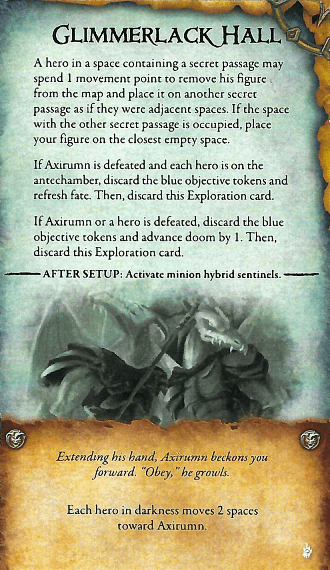 GLIMMERLACK HALL
A hero in a space containing a secret passage may
spend 1 movement point to remove his figure
from the map and place it on another secret
passage as if they were adjacent spaces. If the space
with the other secret passage is occupied, place
your figure on the closest empty space.
If Axirumn is defeated and each hero is on the
antechamber, discard the blue objective tokens and
refresh fate. Then, discard this Exploration card.
If Axirumn or a hero is defeated, discard the blue
objective tokens and advance doom by 1. Then,
discard this Exploration card.
AFTER SETUP: Activate minion hybrid sentinels.
Extending his hand, Axirumn beckons you
forward. “Obey,” he growls.
Each hero in darkness moves 2 spaces
toward Axirumn.